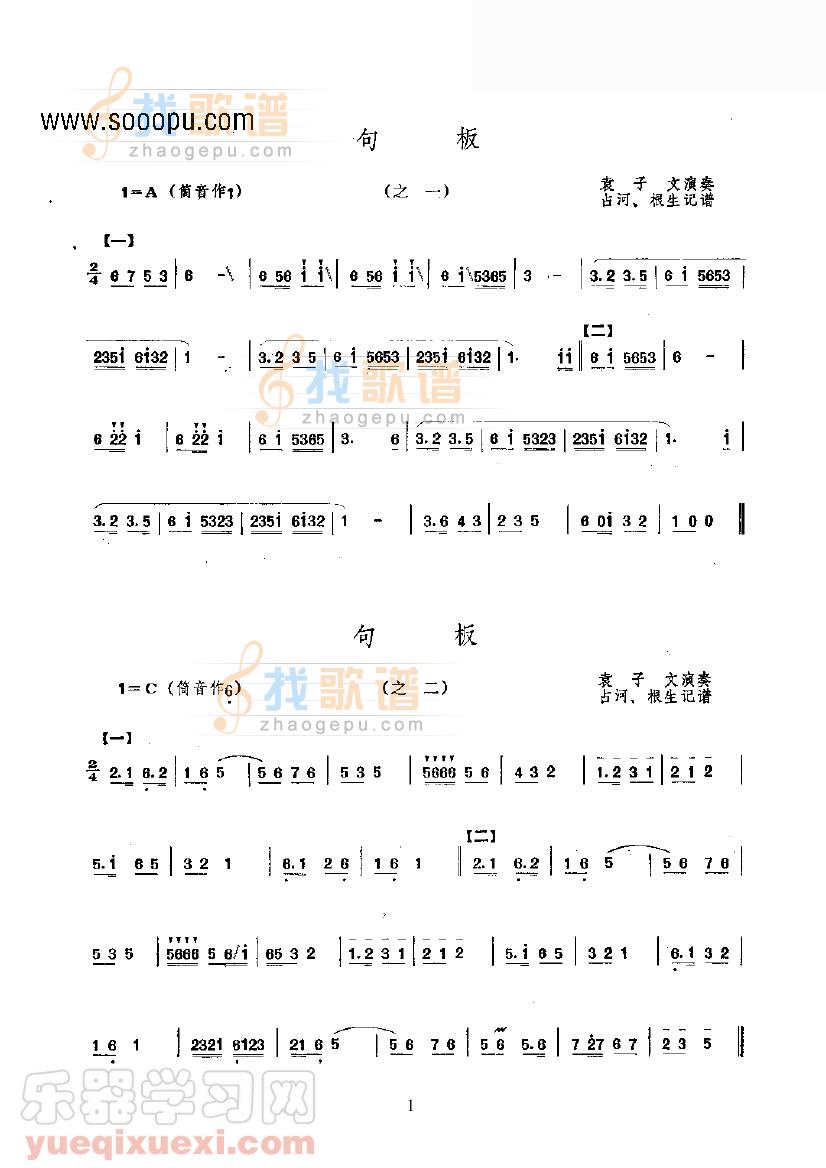 找歌谱
www.sooopu.com
zhaogepu.com
句 板
1=A (筒音作1) (之 一) 袁 子 文演奏
占河、根生记谱
【一】
2/4 6 7 5 3 | 6 -\ | 6 56 i i\ | 6 56 i i\ | 6 i\5365 | 3 - | 3.2 3.5 | 6 i 5653
【二】
235i 6i32 | 1 - | 3.2 3 5 | 6 i 5653 | 235i 6i32 | 1. i i ‖ 6 i 5653 | 6 - |
找歌谱
zhaogepu.com
6 22 i | 6 22 i | 6 i 5365 | 3. 6 | 3.2 3.5 | 6 i 5323 | 235i 6i32 | 1. i |
3.2 3.5 | 6 i 5323 | 235i 6i32 | 1 - | 3.6 4 3 | 2 3 5 | 6 0i 3 2 | 1 0 0 ‖
句 板
1=C (筒音作6̣) (之 二) 袁 子 文演奏
占河、根生记谱
找歌谱
zhaogepu.com
【一】
2/4 2.1 6̣.2 | 1 6̣ 5 | 5 6 7 6 | 5 3 5 | 5666 5 6 | 4 3 2 | 1.2 3 1 | 2 1 2 |
【二】
5.i 6 5 | 3 2 1 | 6̣.1 2 6̣ | 1 6̣ 1 ‖ 2.1 6̣.2 | 1 6̣ 5 | 5 6 7 6 |
5 3 5 | 5666 5 6/i | 65 3 2 | 1.2 3 1 | 2 1 2 | 5.i 6 5 | 3 2 1 | 6̣.1 3 2 |
1 6̣ 1 | 2321 6̣123 | 21 6̣ 5 | 5 6 7 6 | 5 6 5.6 | 7 27 6 7 | 2 3 5 ‖
乐器学习网
yueqixuexi.com
1